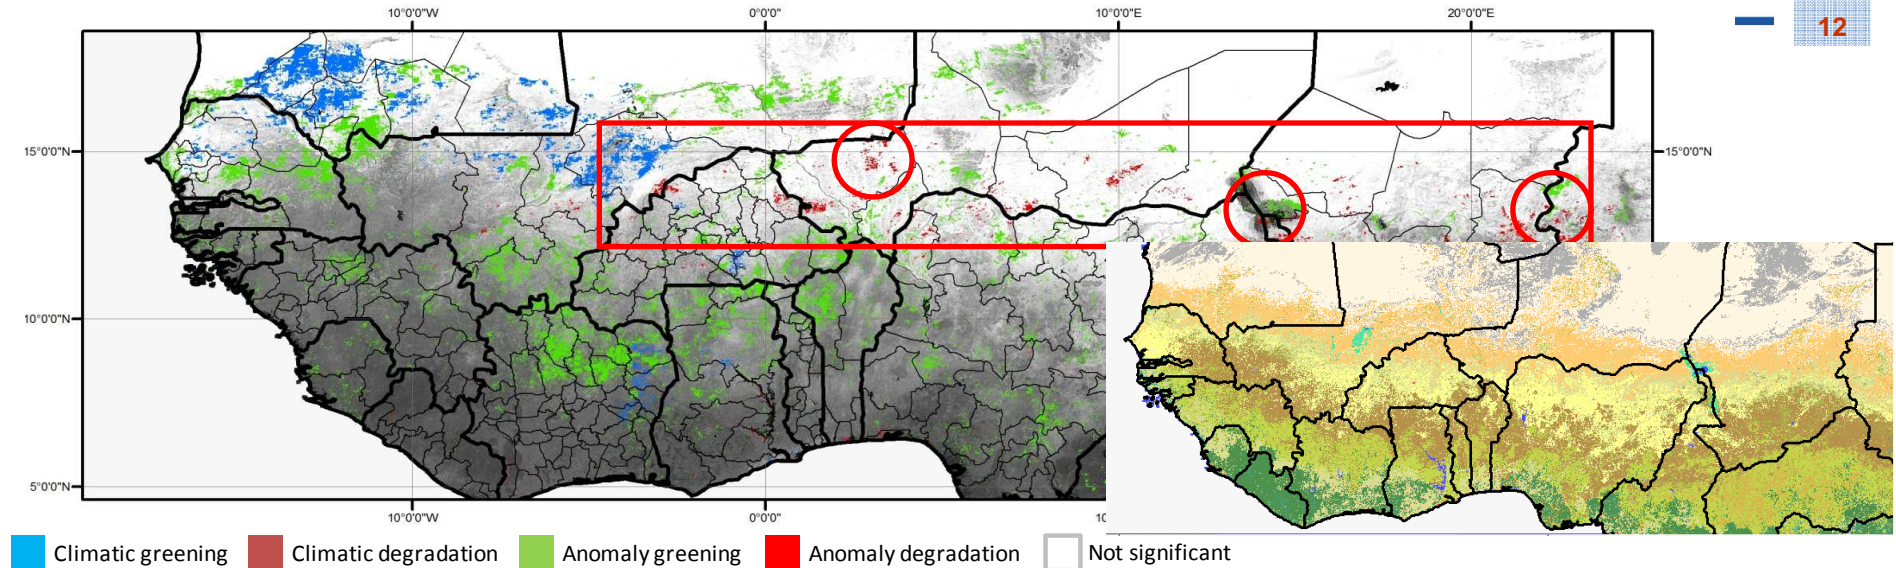 10°0'0"W 0°0'0" 10°0'0"E 20°0'0"E
12
15°0'0"N 15°0'0"N
10°0'0"N
5°0'0"N
10°0'0"W 0°0'0" 10
Climatic greening Climatic degradation Anomaly greening Anomaly degradation Not significant